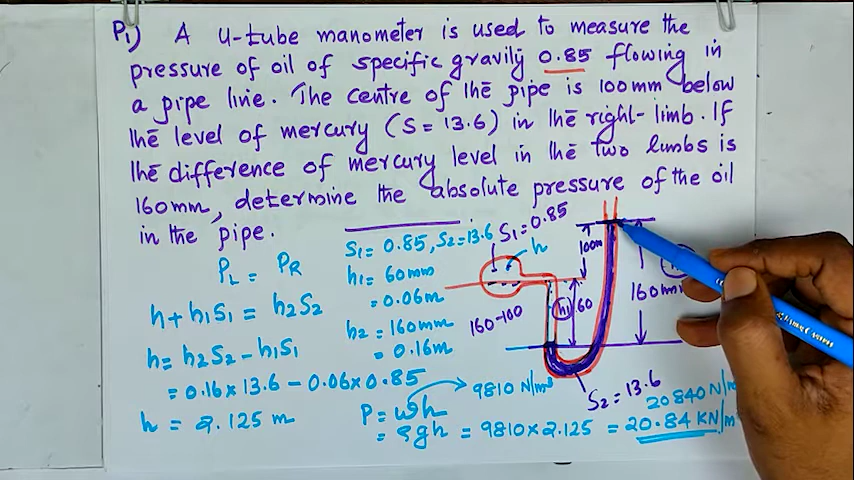 P1) A U-tube manometer is used to measure the
pressure of oil of specific gravity 0.85 flowing in
a pipe line. The centre of the pipe is 100mm below
the level of mercury (S = 13.6) in the right-limb. If
the difference of mercury level in the two limbs is
160mm, determine the absolute pressure of the oil
in the pipe.
PL = PR
h + h1S1 = h2S2
h = h2S2 - h1S1
= 0.16 x 13.6 - 0.06 x 0.85
h = 2.125 m
S1 = 0.85, S2 = 13.6
h1 = 60mm
= 0.06m
h2 = 160mm
= 0.16m
S1 = 0.85
h
100m
h1 60
160-100
160mm
S2 = 13.6
P = ωh
9810 N/m³
= ρgh = 9810 x 2.125 = 20.84 KN/m
20840 N/m